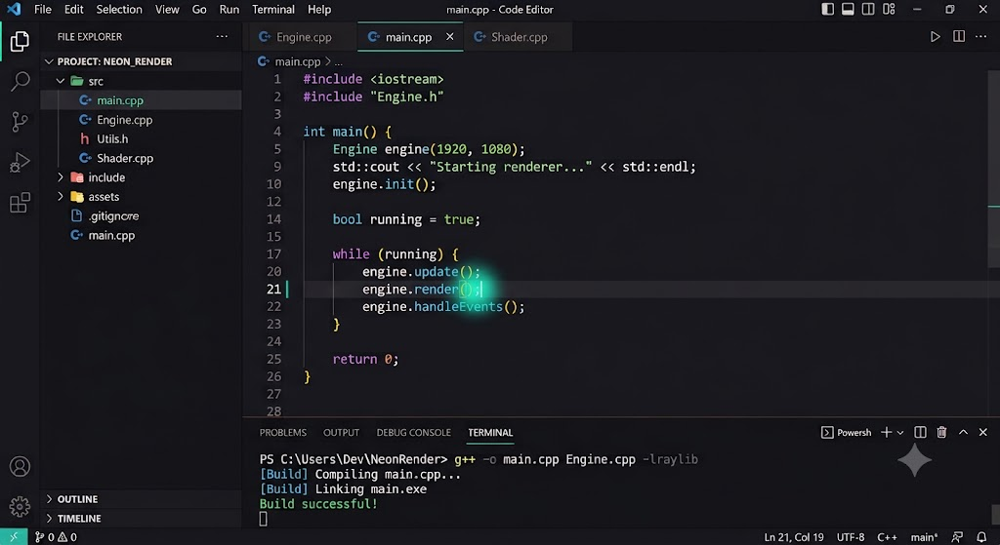 File Edit Selection View Go Run Terminal Help
main.cpp - Code Editor
FILE EXPLORER ...
PROJECT: NEON_RENDER
src
main.cpp
Engine.cpp
h Utils.h
Shader.cpp
include
assets
.gitignore
main.cpp
OUTLINE
TIMELINE
Engine.cpp main.cpp Shader.cpp
main.cpp > ...
1 #include <iostream>
2 #include "Engine.h"
3
4 int main() {
5 Engine engine(1920, 1080);
9 std::cout << "Starting renderer..." << std::endl;
10 engine.init();
12
14 bool running = true;
15
17 while (running) {
20 engine.update();
21 engine.render();
22 engine.handleEvents();
23 }
24
25 return 0;
26 }
27
28
PROBLEMS OUTPUT DEBUG CONSOLE TERMINAL
Powersh
PS C:\Users\Dev\NeonRender> g++ -o main.cpp Engine.cpp -lraylib
[Build] Compiling main.cpp...
[Build] Linking main.exe
Build successful!
0 0
Ln 21, Col 19 UTF-8 C++ main*